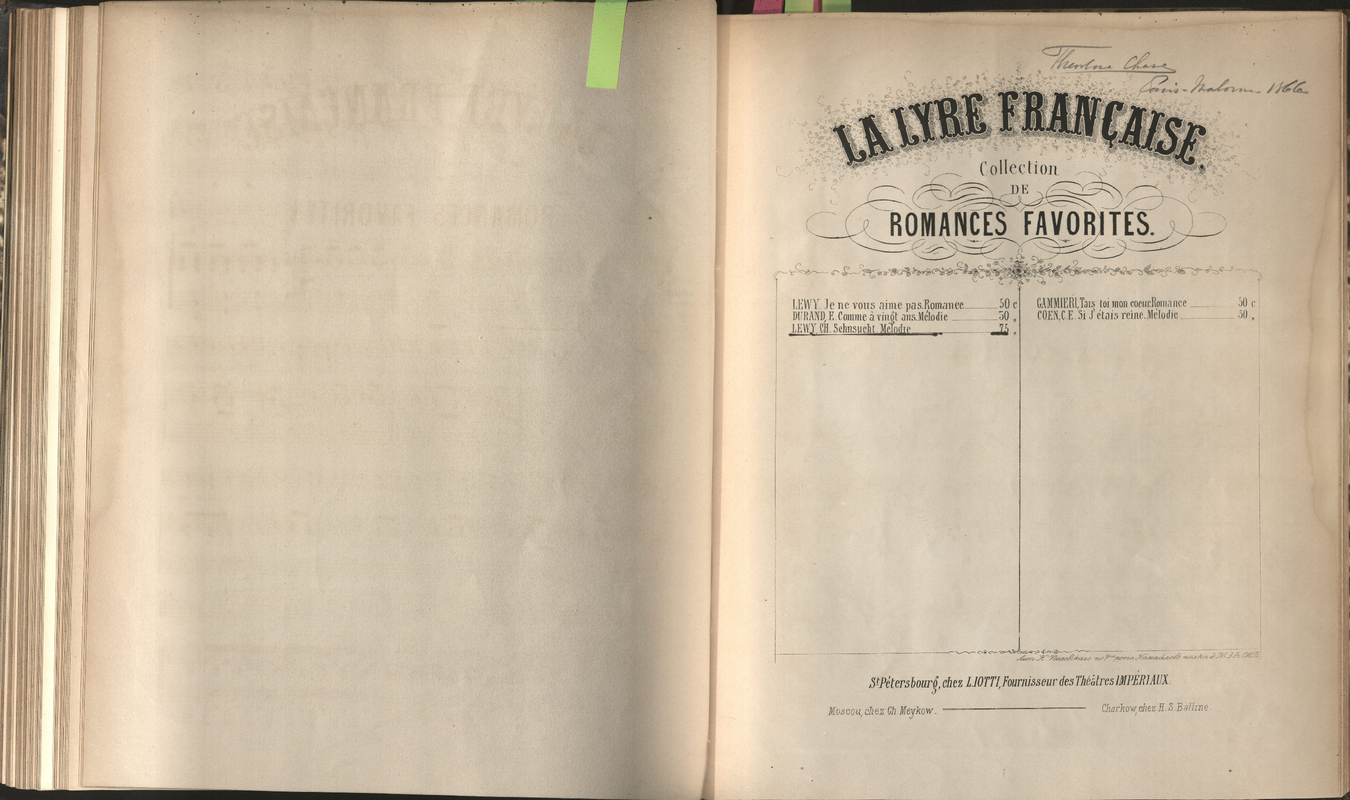 Theodore Chase
LA LYRE FRANÇAISE.
Collection
DE
ROMANCES FAVORITES.
LEWY. Je ne vous aime pas. Romance 50 c
DURAND, E. Comme à vingt ans. Mélodie 50 „
LEWY, CH. Sehnsucht. Mélodie 75 „
GAMMIERI, Tais toi mon coeur. Romance 50 c
COEN, C.E. Si j'étais reine. Mélodie 50 „
St Pétersbourg, chez L. IOTTI, Fournisseur des Théâtres IMPÉRIAUX.
Moscou, chez Ch. Meykow. Charkow, chez H. S. Balline.